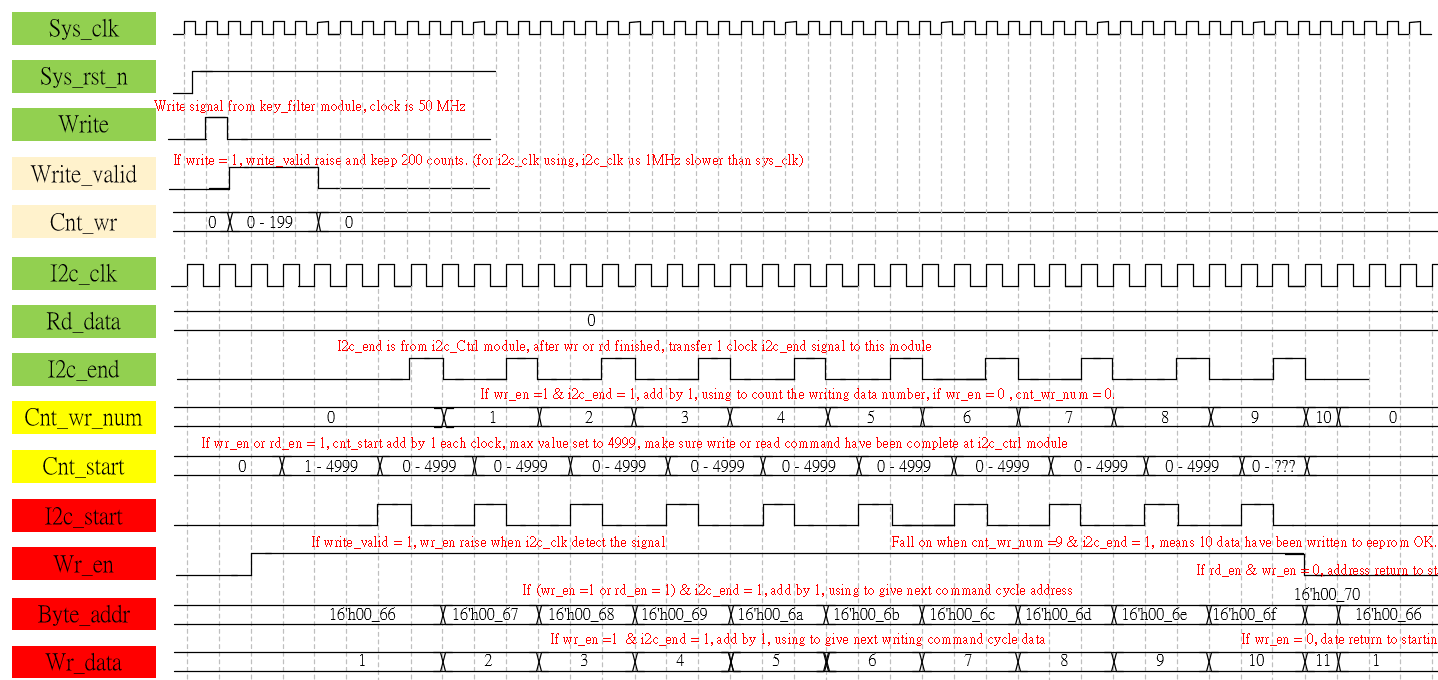 Sys_clk
Sys_rst_n
Write signal from key_filter module, clock is 50 MHz
Write
If write = 1, write_valid raise and keep 200 counts. (for i2c_clk using, i2c_clk us 1MHz slower than sys_clk)
Write_valid
Cnt_wr 0 0 - 199 0
I2c_clk
Rd_data 0
I2c_end is from i2c_Ctrl module, after wr or rd finished, transfer 1 clock i2c_end signal to this module
I2c_end
If wr_en =1 & i2c_end = 1, add by 1, using to count the writing data number, if wr_en = 0 , cnt_wr_num = 0.
Cnt_wr_num 0 1 2 3 4 5 6 7 8 9 10 0
If wr_en or rd_en = 1, cnt_start add by 1 each clock, max value set to 4999, make sure write or read command have been complete at i2c_ctrl module
Cnt_start 0 1 - 4999 0 - 4999 0 - 4999 0 - 4999 0 - 4999 0 - 4999 0 - 4999 0 - 4999 0 - 4999 0 - 4999 0 - ???
I2c_start
If write_valid = 1, wr_en raise when i2c_clk detect the signal Fall on when cnt_wr_num =9 & i2c_end = 1, means 10 data have been written to eeprom OK.
Wr_en
If rd_en & wr_en = 0, address return to st
If (wr_en =1 or rd_en = 1) & i2c_end = 1, add by 1, using to give next command cycle address 16'h00_70
Byte_addr 16'h00_66 16'h00_67 16'h00_68 16'h00_69 16'h00_6a 16'h00_6b 16'h00_6c 16'h00_6d 16'h00_6e 16'h00_6f 16'h00_66
If wr_en =1 & i2c_end = 1, add by 1, using to give next writing command cycle data If wr_en = 0, date return to startin
Wr_data 1 2 3 4 5 6 7 8 9 10 11 1